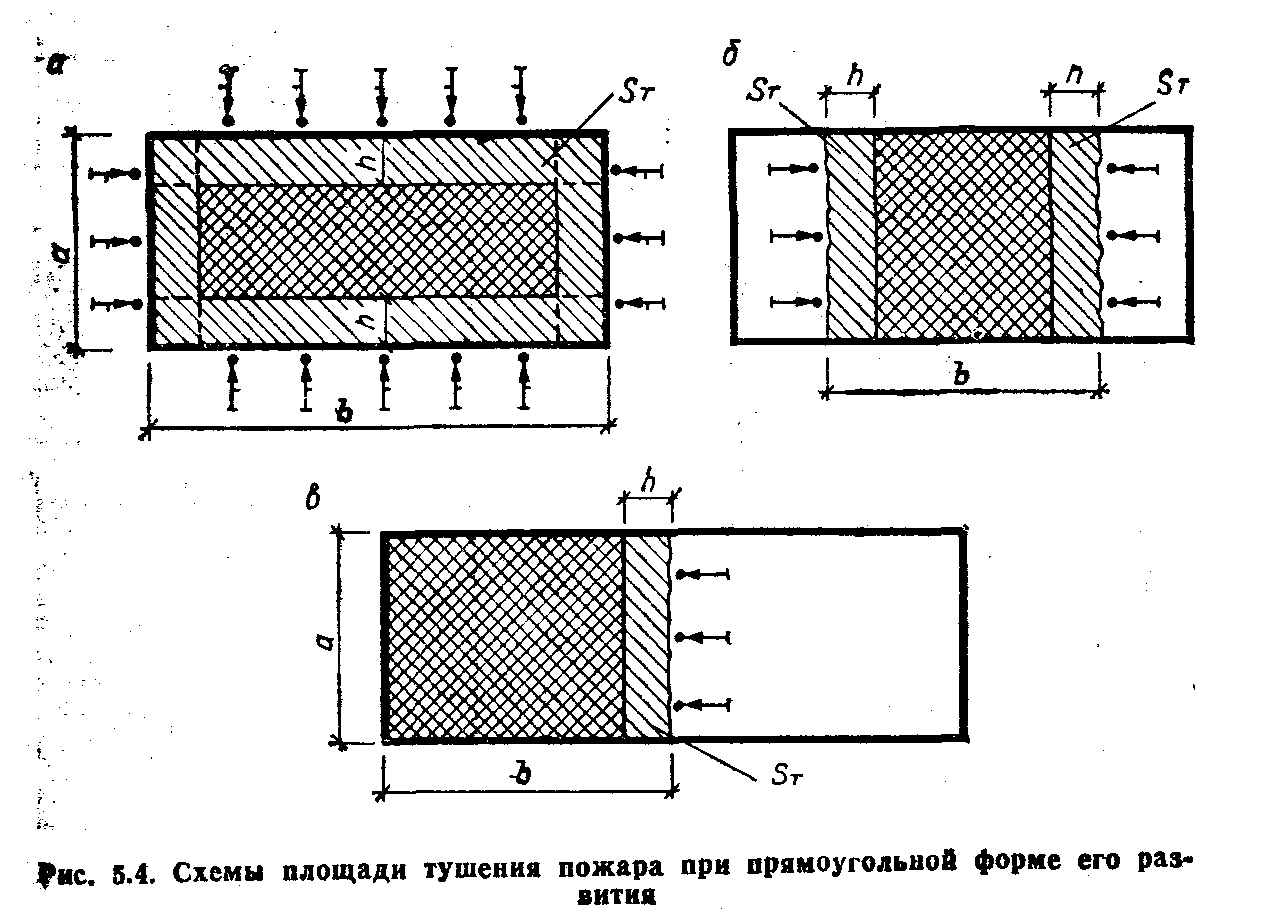 а
Sт
h
а
h
b
б
Sт
h
h
Sт
b
в
h
а
b
Sт
Рис. 5.4. Схемы площади тушения пожара при прямоугольной форме его раз-
вития